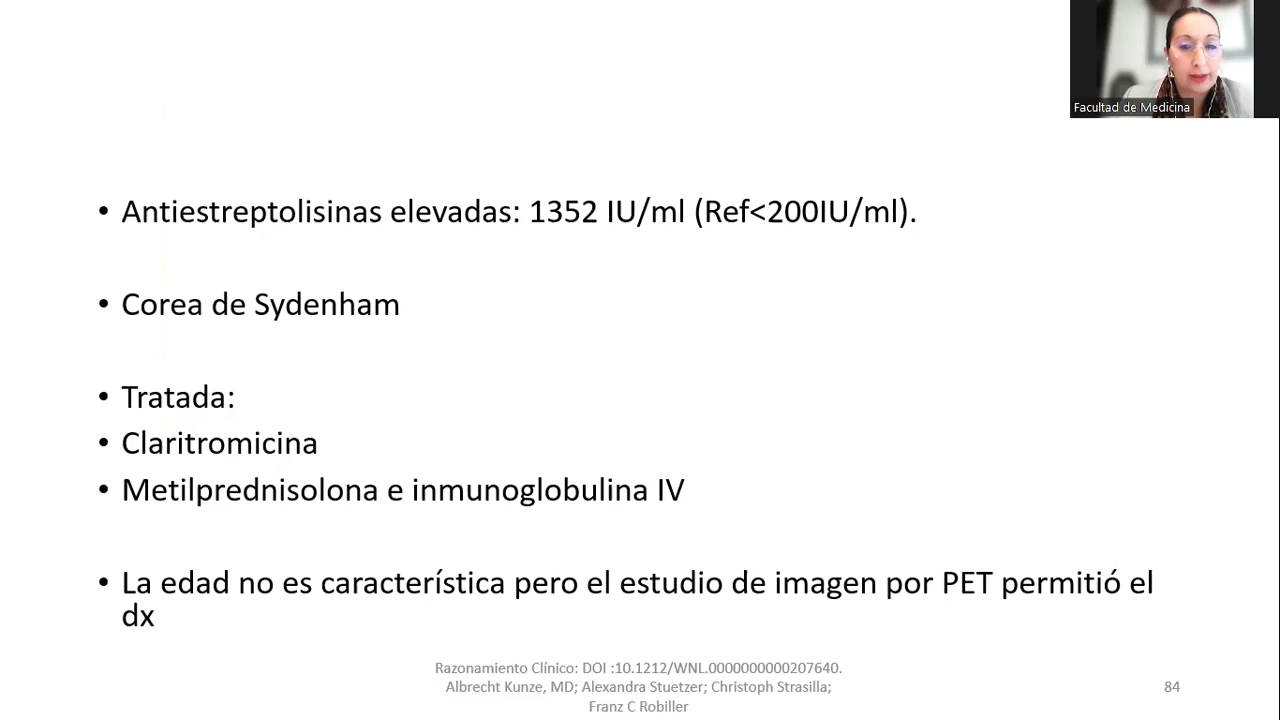 Facultad de Medicina
• Antiestreptolisinas elevadas: 1352 IU/ml (Ref<200IU/ml).
• Corea de Sydenham
• Tratada:
• Claritromicina
• Metilprednisolona e inmunoglobulina IV
• La edad no es característica pero el estudio de imagen por PET permitió el
dx
Razonamiento Clínico: DOI :10.1212/WNL.0000000000207640.
Albrecht Kunze, MD; Alexandra Stuetzer; Christoph Strasilla;
Franz C Robiller
84